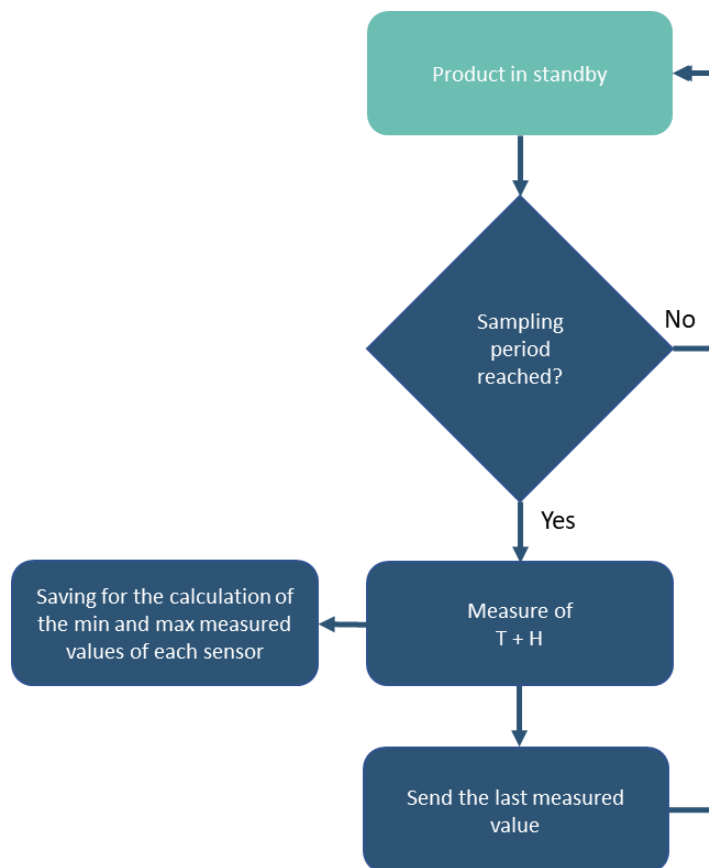 Product in standby
Sampling
period
reached?
No
Yes
Saving for the calculation of
the min and max measured
values of each sensor
Measure of
T + H
Send the last measured
value